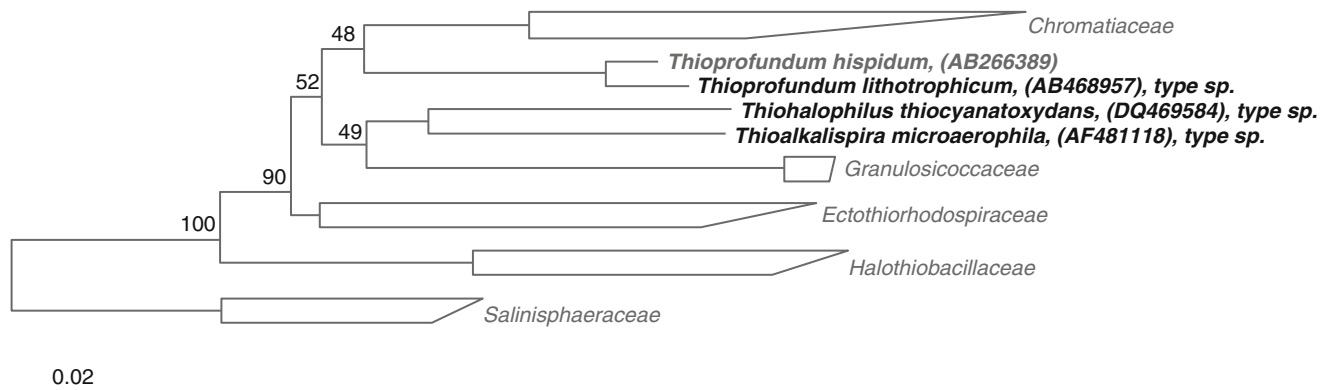 48
Chromatiaceae
Thioprofundum hispidum, (AB266389)
52
Thioprofundum lithotrophicum, (AB468957), type sp.
Thiohalophilus thiocyanatoxydans, (DQ469584), type sp.
49
Thioalkalispira microaerophila, (AF481118), type sp.
Granulosicoccaceae
90
Ectothiorhodospiraceae
100
Halothiobacillaceae
Salinisphaeraceae
0.02